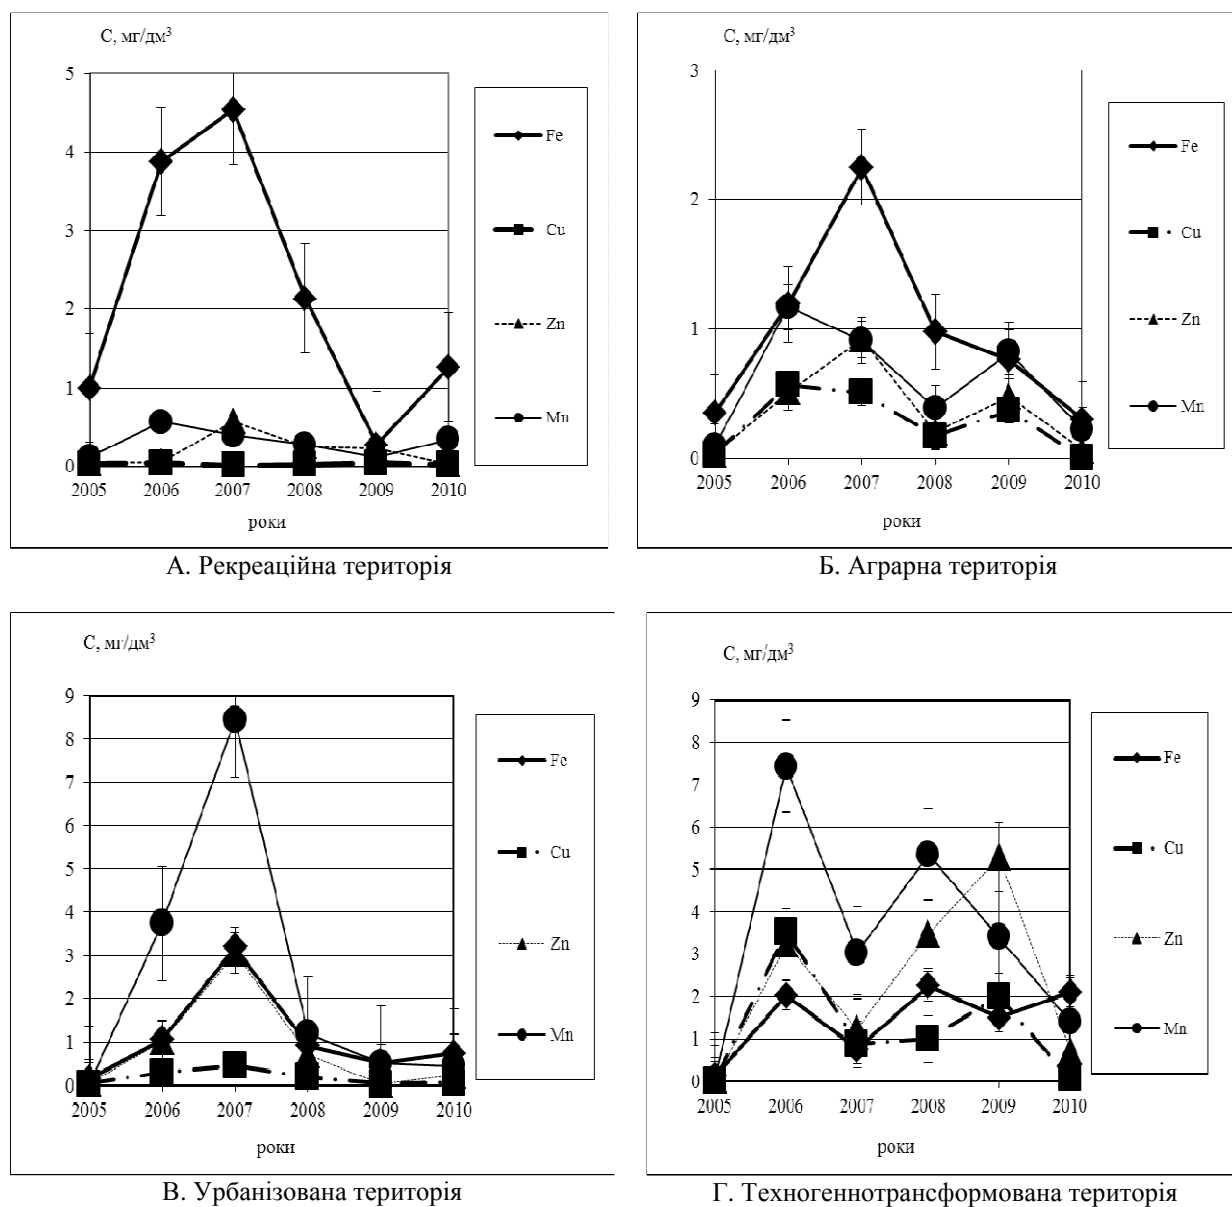 С, мг/дм³
5
4
3
2
1
0
2005 2006 2007 2008 2009 2010
роки
Fe
Cu
Zn
Mn
А. Рекреаційна територія
С, мг/дм³
3
2
1
0
2005 2006 2007 2008 2009 2010
роки
Fe
Cu
Zn
Mn
Б. Аграрна територія
С, мг/дм³
9
8
7
6
5
4
3
2
1
0
2005 2006 2007 2008 2009 2010
роки
Fe
Cu
Zn
Mn
В. Урбанізована територія
С, мг/дм³
9
8
7
6
5
4
3
2
1
0
2005 2006 2007 2008 2009 2010
роки
Fe
Cu
Zn
Mn
Г. Техногеннотрансформована територія